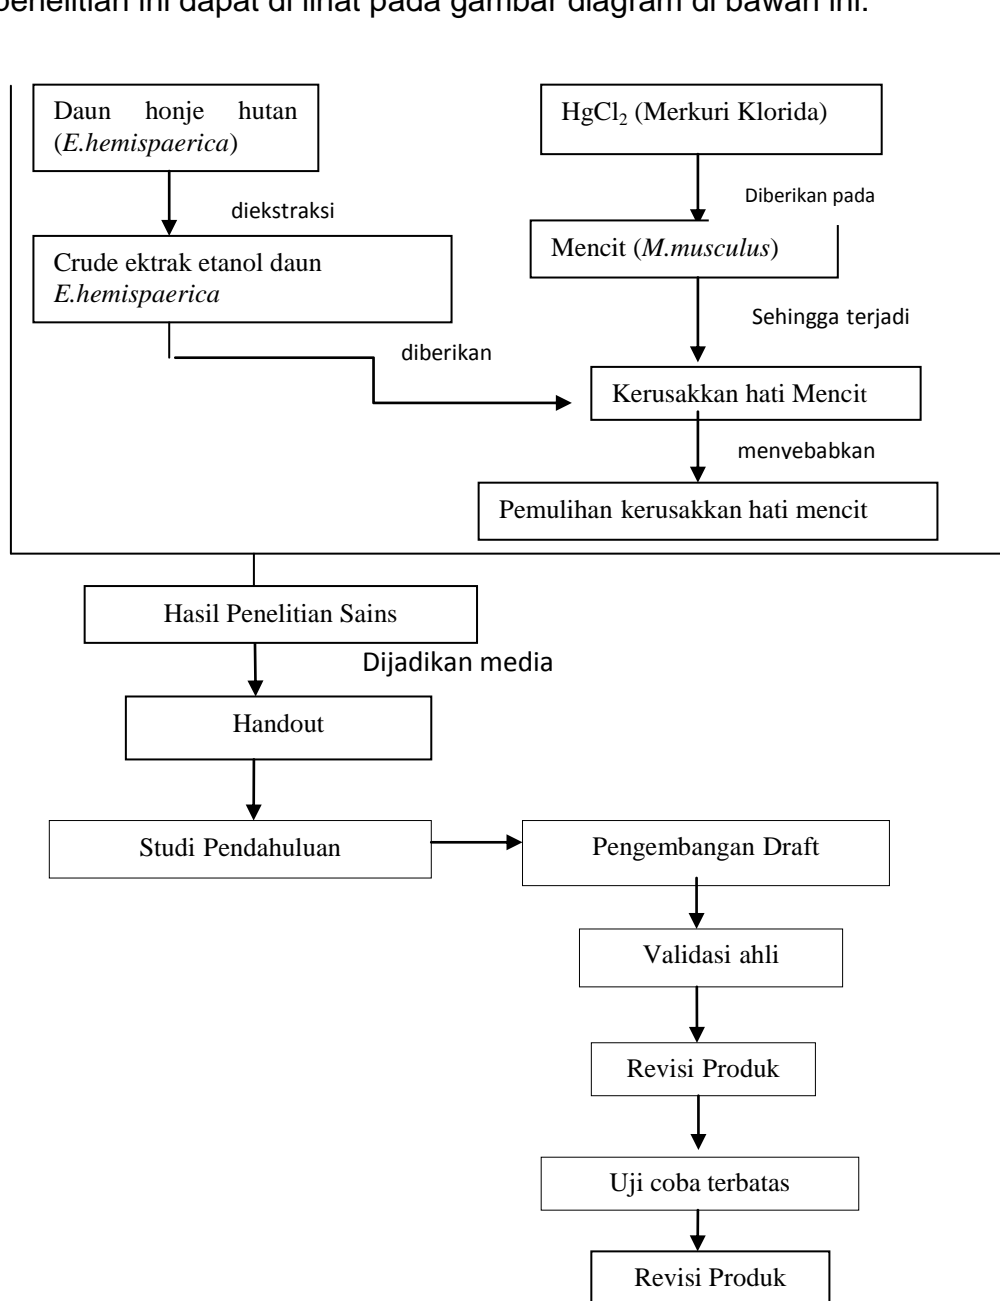 penelitian ini dapat di lihat pada gambar diagram di bawah ini:
Daun honje hutan
(E.hemispaerica)
HgCl₂ (Merkuri Klorida)
diekstraksi
Diberikan pada
Crude ektrak etanol daun
E.hemispaerica
Mencit (M.musculus)
Sehingga terjadi
diberikan
Kerusakkan hati Mencit
menyebabkan
Pemulihan kerusakkan hati mencit
Hasil Penelitian Sains
Dijadikan media
Handout
Studi Pendahuluan
Pengembangan Draft
Validasi ahli
Revisi Produk
Uji coba terbatas
Revisi Produk